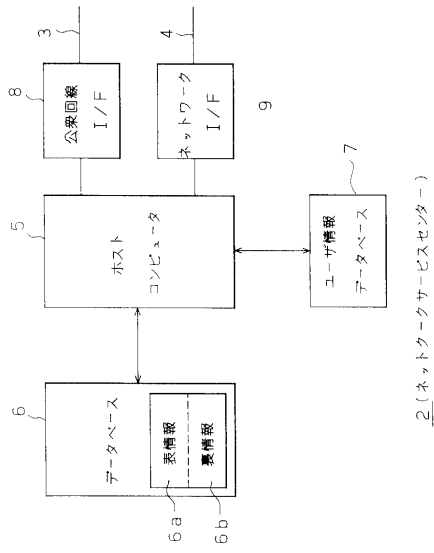 6
データベース
6a
表情報
6b
裏情報
5
ホスト
コンピュータ
8
公衆回線
I/F
3
ネットワーク
I/F
4
9
ユーザ情報
データベース
7
2(ネットクークサービスセンター)